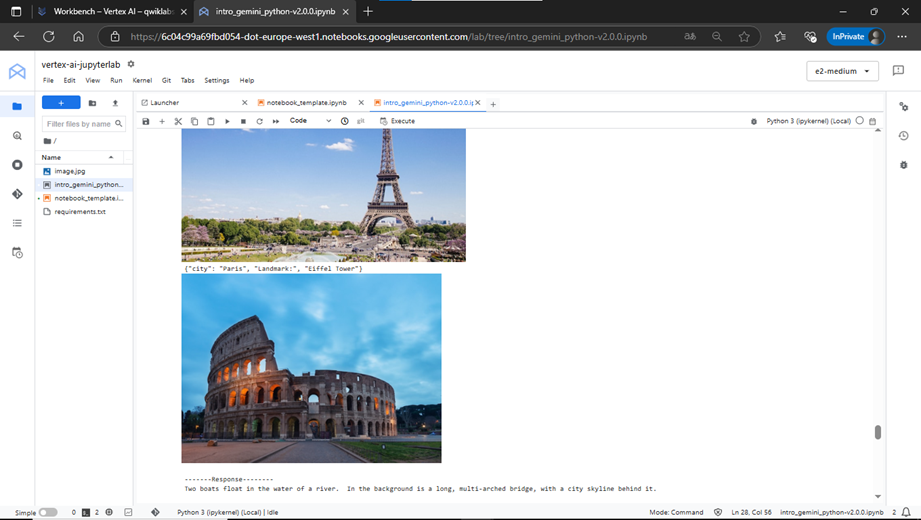 Workbench – Vertex AI – qwiklabs
intro_gemini_python-v2.0.0.ipynb
https://6c04c99a69fbd054-dot-europe-west1.notebooks.googleusercontent.com/lab/tree/intro_gemini_python-v2.0.0.ipynb
InPrivate
vertex-ai-jupyterlab
File Edit View Run Kernel Git Tabs Settings Help
e2-medium
Launcher
notebook_template.ipynb
intro_gemini_python-v2.0.0.ip
Filter files by name
Code
git
Execute
Python 3 (ipykernel) (Local)
/
Name
image.jpg
intro_gemini_python...
notebook_template.i...
requirements.txt
{"city": "Paris", "Landmark:", "Eiffel Tower"}
-------Response--------
Two boats float in the water of a river.  In the background is a long, multi-arched bridge, with a city skyline behind it.
Simple
0
2
Python 3 (ipykernel) (Local) | Idle
Mode: Command
Ln 28, Col 56
intro_gemini_python-v2.0.0.ipynb
2